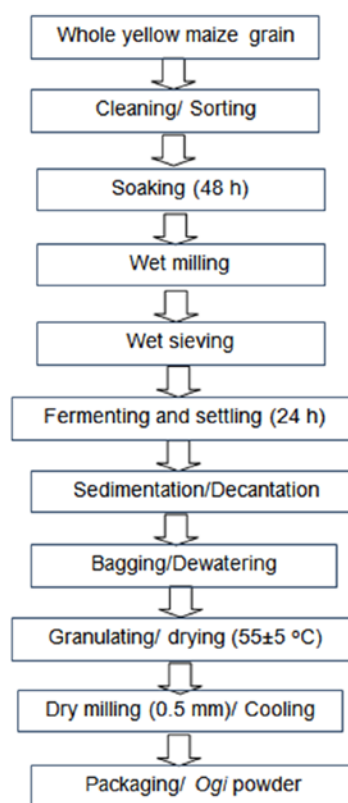 Whole yellow maize grain
Cleaning/ Sorting
Soaking (48 h)
Wet milling
Wet sieving
Fermenting and settling (24 h)
Sedimentation/Decantation
Bagging/Dewatering
Granulating/ drying (55±5 ºC)
Dry milling (0.5 mm)/ Cooling
Packaging/ Ogi powder